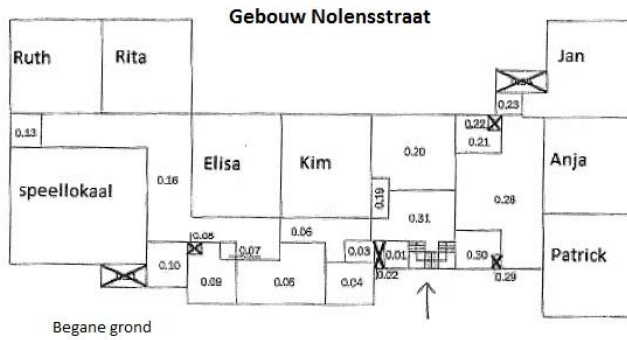 Gebouw Nolensstraat
Ruth Rita Jan
0.23
0.13 0.22
0.21
Elisa Kim 0.20 Anja
speellokaal 0.16 0.19 0.28
0.31
0.08 0.06
0.07 0.03 0.01 0.30 Patrick
0.10 0.02 0.29
0.09 0.06 0.04
Begane grond